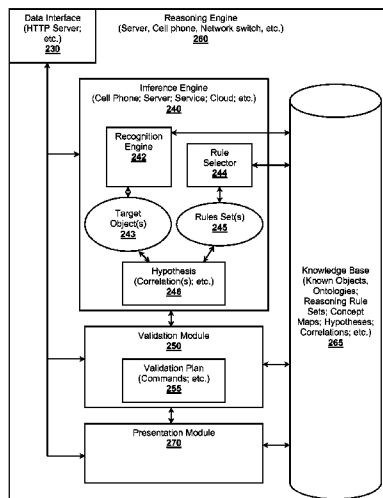 Data Interface
(HTTP Server;
etc.)
230
Reasoning Engine
(Server, Cell phone, Network switch, etc.)
260
Inference Engine
(Cell Phone; Server; Service; Cloud; etc.)
240
Recognition
Engine
242
Rule
Selector
244
Target
Object(s)
243
Rules Set(s)
245
Hypothesis
(Correlation(s); etc.)
246
Validation Module
250
Validation Plan
(Commands; etc.)
255
Presentation Module
270
Knowledge Base
(Known Objects,
Ontologies;
Reasoning Rule
Sets; Concept
Maps; Hypotheses;
Correlations; etc.)
265